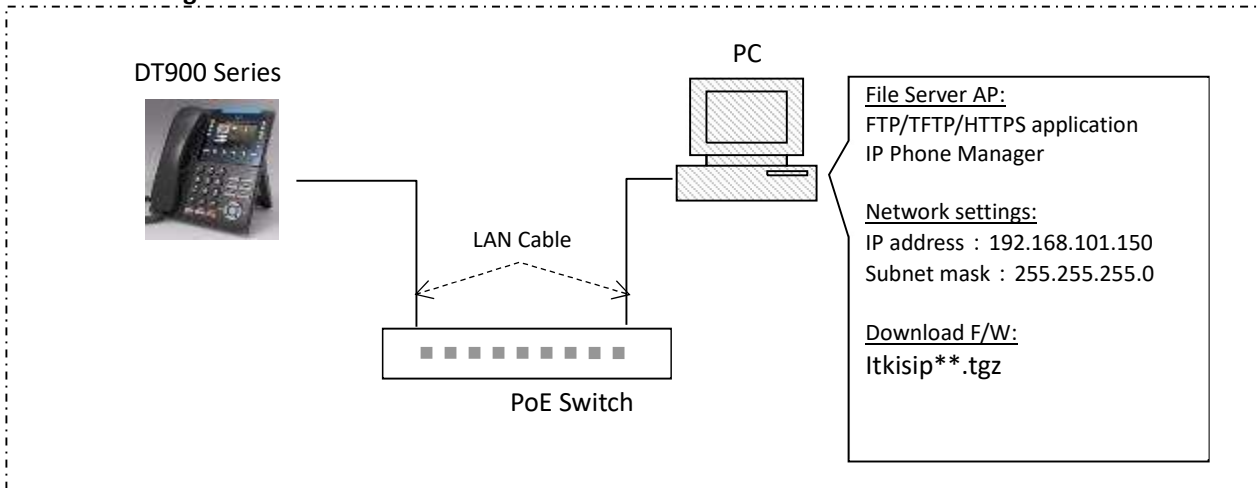 DT900 Series
PC
File Server AP:
FTP/TFTP/HTTPS application
IP Phone Manager
Network settings:
IP address：192.168.101.150
Subnet mask：255.255.255.0
LAN Cable
Download F/W:
Itkisip**.tgz
PoE Switch